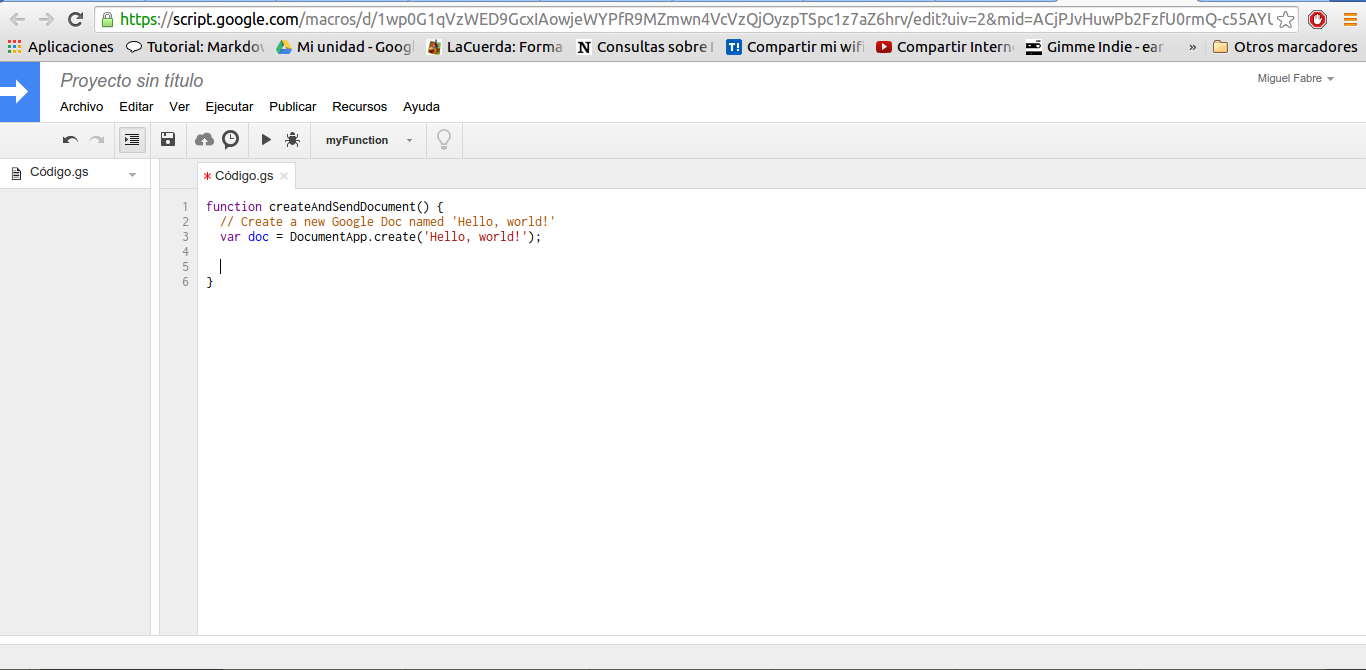 https://script.google.com/macros/d/1wp0G1qVzWED9GcxIAowjeWYPfR9MZmwn4VcVzQjOyzpTSpc1z7aZ6hrv/edit?uiv=2&mid=ACjPJvHuwPb2FzfU0rmQ-c55AYU
Aplicaciones Tutorial: Markdov Mi unidad - Goog LaCuerda: Forma N Consultas sobre T! Compartir mi wifi Compartir Intern Gimme Indie - ear » Otros marcadores
Proyecto sin título
Miguel Fabre
Archivo Editar Ver Ejecutar Publicar Recursos Ayuda
myFunction
Código.gs
* Código.gs ×
1 function createAndSendDocument() {
2 // Create a new Google Doc named 'Hello, world!'
3 var doc = DocumentApp.create('Hello, world!');
4
5
6 }